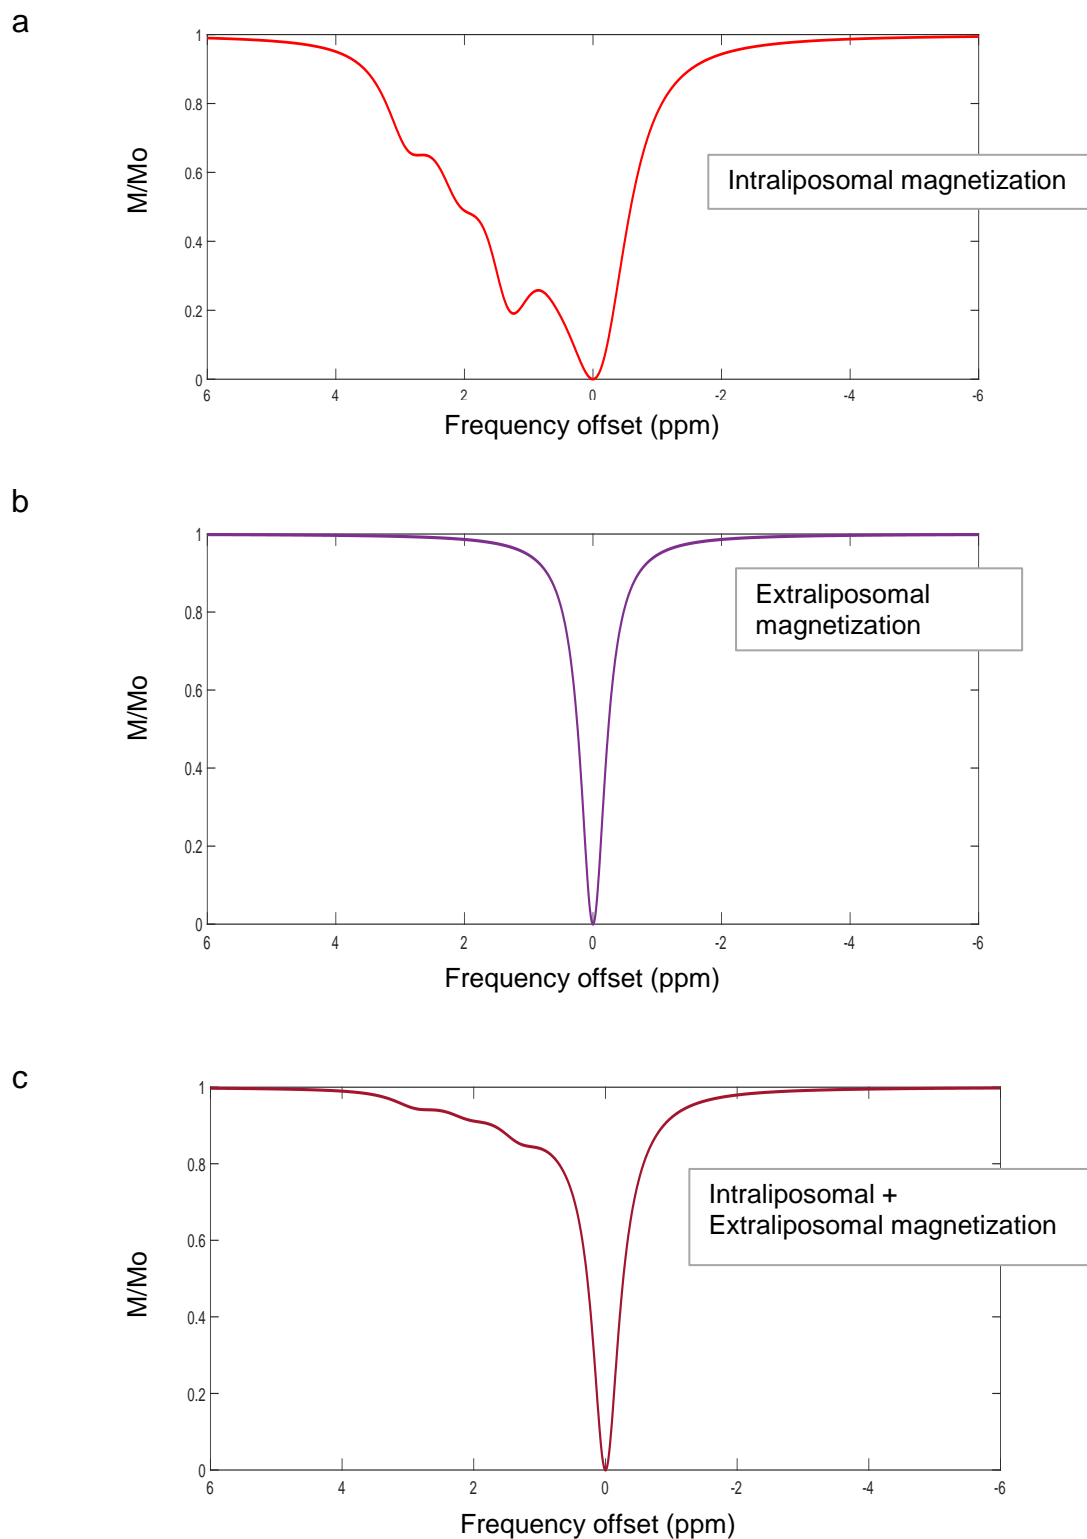 a
1
0.8
0.6
0.4
0.2
0
M/Mo
Intraliposomal magnetization
6 4 2 0 -2 -4 -6
Frequency offset (ppm)
b
1
0.8
0.6
0.4
0.2
0
M/Mo
Extraliposomal
magnetization
6 4 2 0 -2 -4 -6
Frequency offset (ppm)
c
1
0.8
0.6
0.4
0.2
0
M/Mo
Intraliposomal +
Extraliposomal magnetization
6 4 2 0 -2 -4 -6
Frequency offset (ppm)